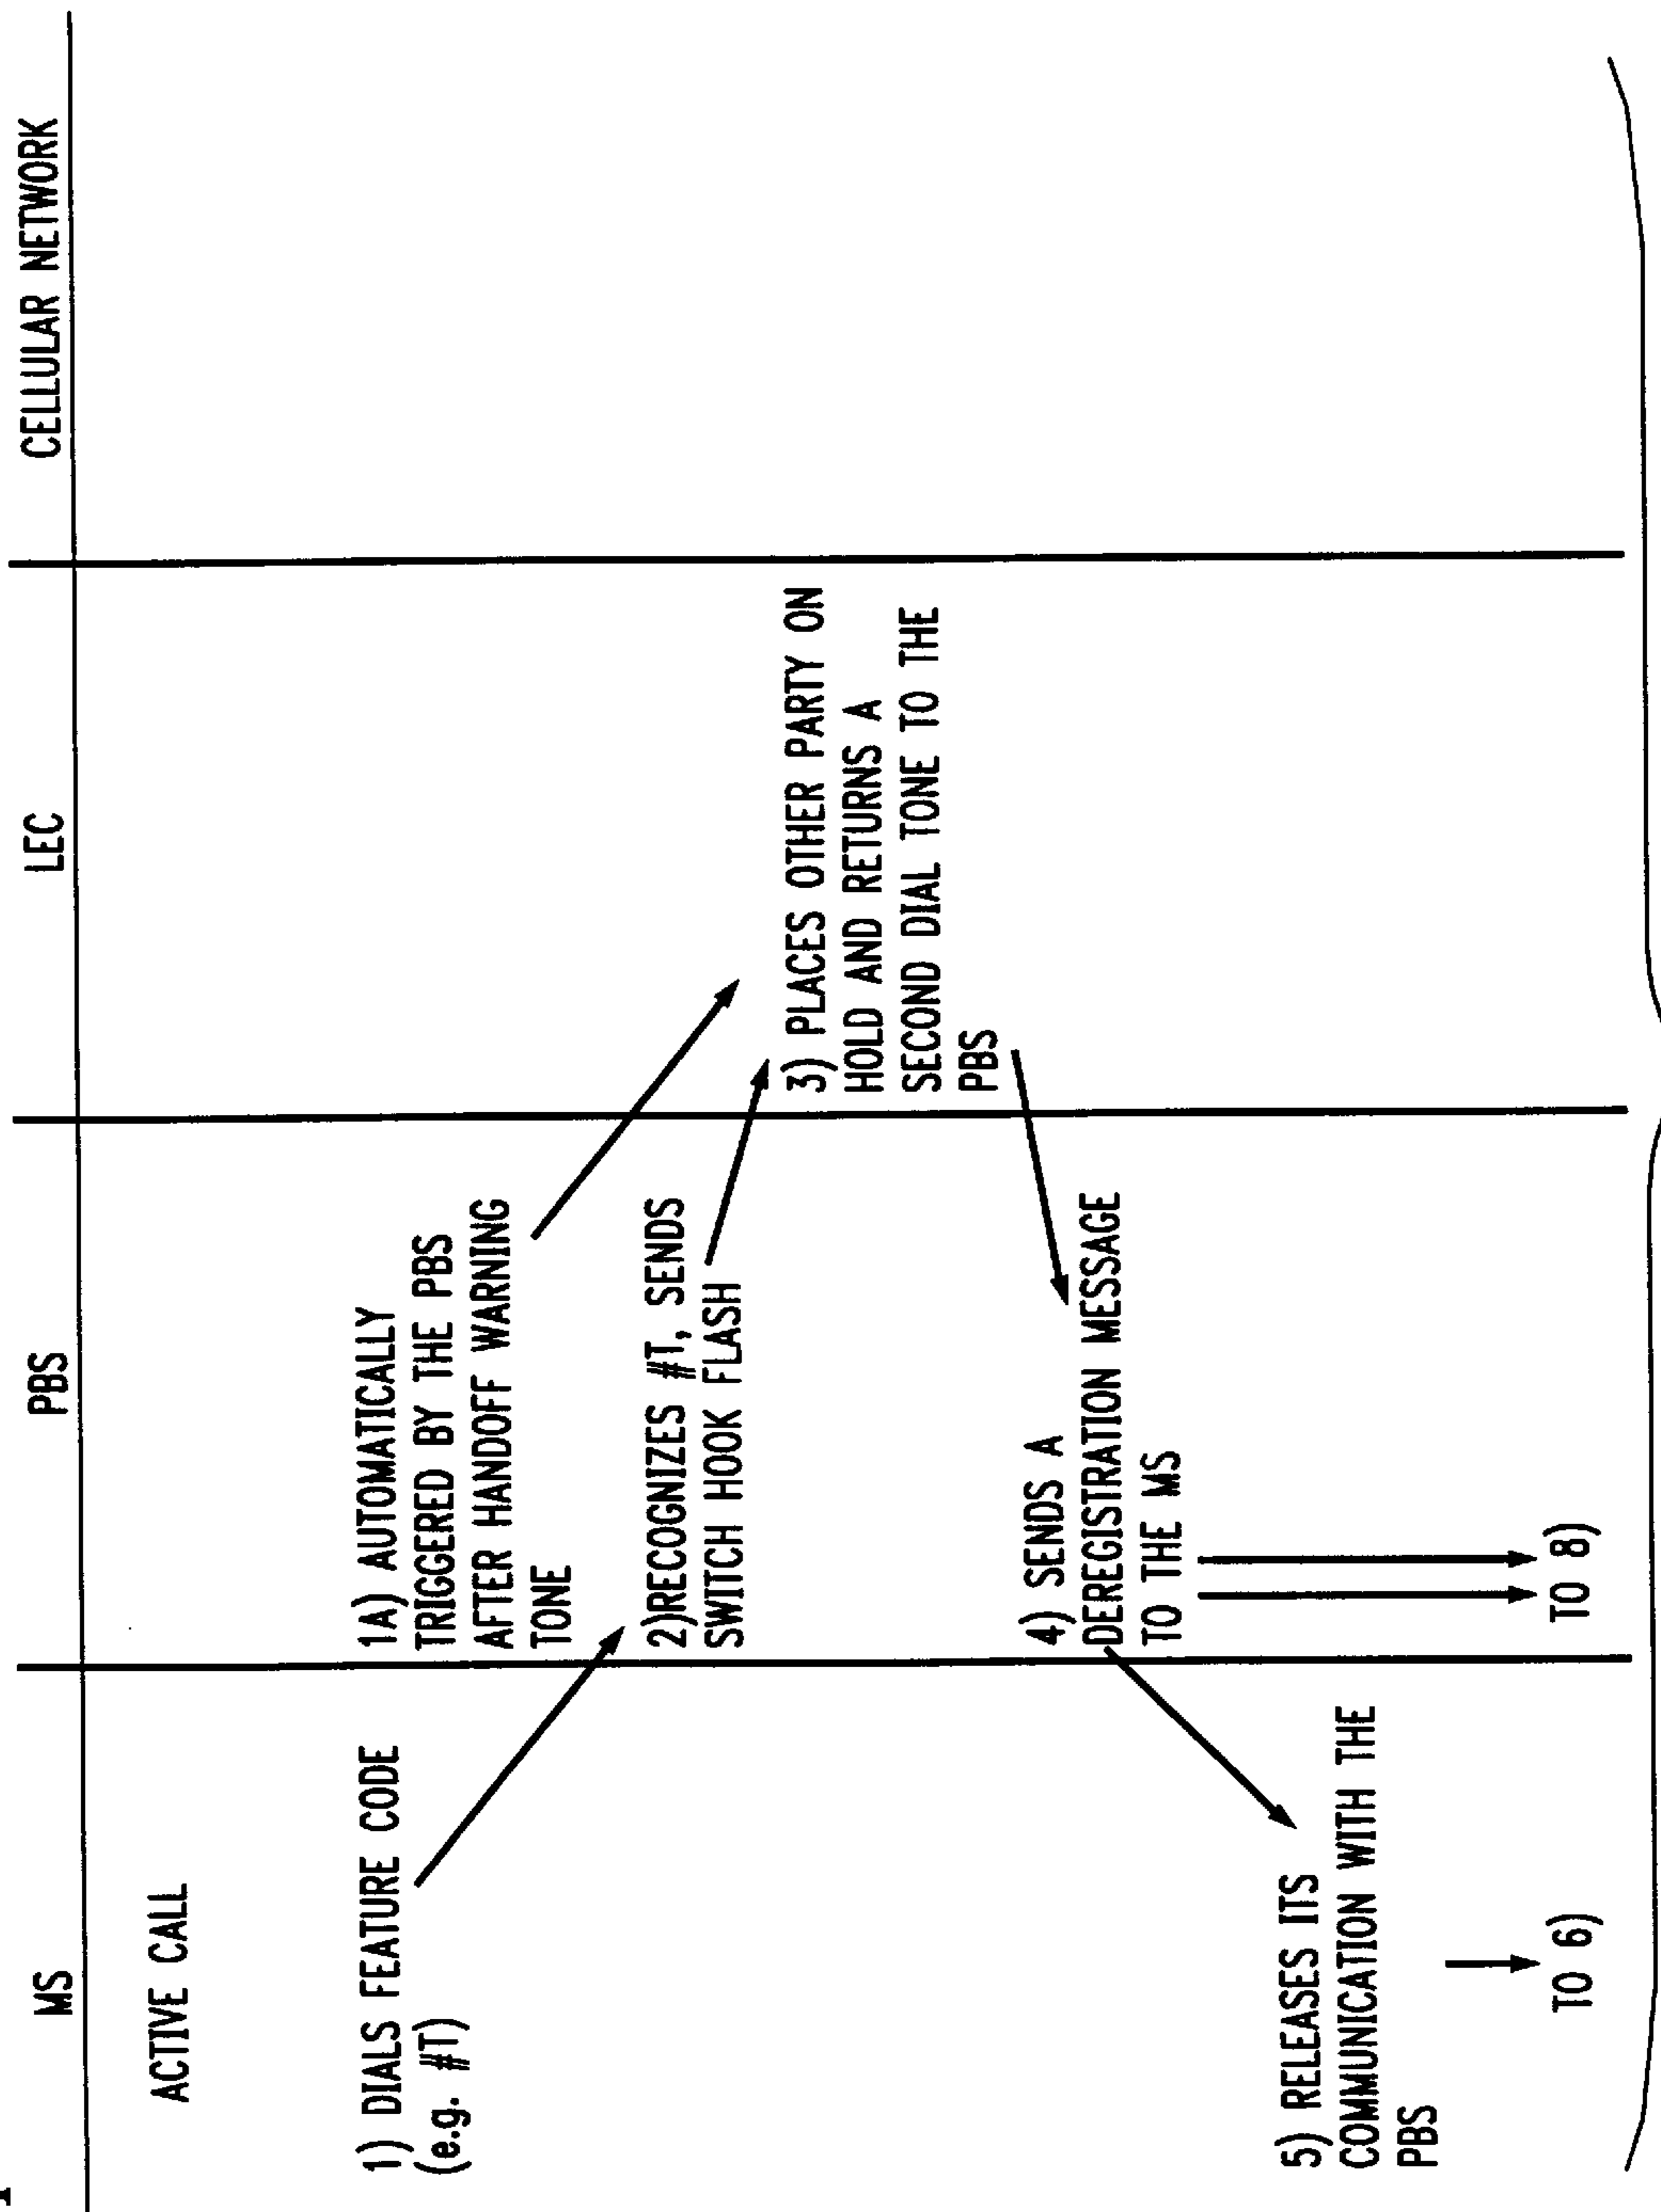 MS
PBS
LEC
CELLULAR NETWORK
ACTIVE CALL
1) DIALS FEATURE CODE
(e.g. #T)
1A) AUTOMATICALLY
TRIGGERED BY THE PBS
AFTER HANDOFF WARNING
TONE
2)RECOGNIZES #T, SENDS
SWITCH HOOK FLASH
3) PLACES OTHER PARTY ON
HOLD AND RETURNS A
SECOND DIAL TONE TO THE
PBS
4) SENDS A
DEREGISTRATION MESSAGE
TO THE MS
5) RELEASES ITS
COMMUNICATION WITH THE
PBS
TO 6)
TO 8)